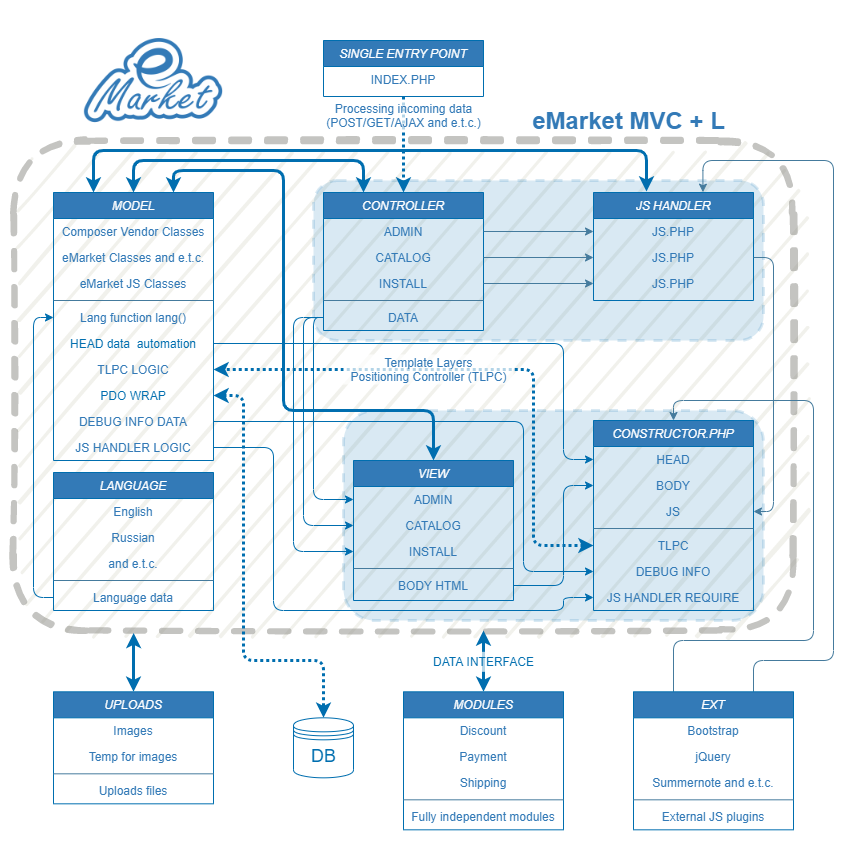 e
Market
SINGLE ENTRY POINT
INDEX.PHP
Processing incoming data
(POST/GET/AJAX and e.t.c.)
eMarket MVC + L
MODEL
Composer Vendor Classes
eMarket Classes and e.t.c.
eMarket JS Classes
Lang function lang()
HEAD data automation
TLPC LOGIC
PDO WRAP
DEBUG INFO DATA
JS HANDLER LOGIC
CONTROLLER
ADMIN
CATALOG
INSTALL
DATA
JS HANDLER
JS.PHP
JS.PHP
JS.PHP
Template Layers
Positioning Controller (TLPC)
LANGUAGE
English
Russian
and e.t.c.
Language data
VIEW
ADMIN
CATALOG
INSTALL
BODY HTML
CONSTRUCTOR.PHP
HEAD
BODY
JS
TLPC
DEBUG INFO
JS HANDLER REQUIRE
DATA INTERFACE
UPLOADS
Images
Temp for images
Uploads files
DB
MODULES
Discount
Payment
Shipping
Fully independent modules
EXT
Bootstrap
jQuery
Summernote and e.t.c.
External JS plugins